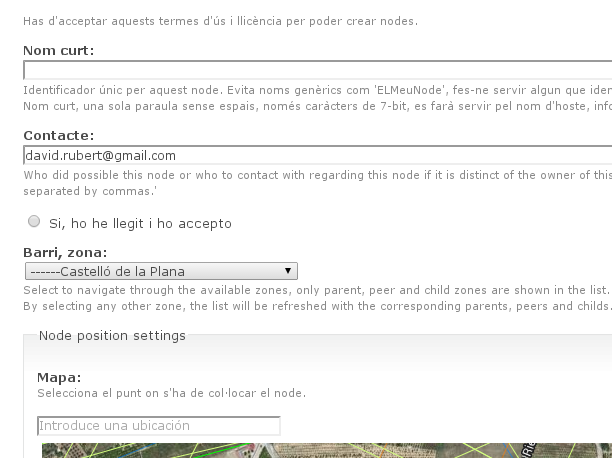 Has d'acceptar aquests termes d'ús i llicència per poder crear nodes.
Nom curt:
Identificador únic per aquest node. Evita noms genèrics com 'ELMeuNode', fes-ne servir algun que iden
Nom curt, una sola paraula sense espais, només caràcters de 7-bit, es farà servir pel nom d'hoste, info
Contacte:
david.rubert@gmail.com
Who did possible this node or who to contact with regarding this node if it is distinct of the owner of this
separated by commas.'
Si, ho he llegit i ho accepto
Barri, zona:
------Castelló de la Plana
Select to navigate through the available zones, only parent, peer and child zones are shown in the list.
By selecting any other zone, the list will be refreshed with the corresponding parents, peers and childs.
Node position settings
Mapa:
Selecciona el punt on s'ha de col·locar el node.
Introduce una ubicación